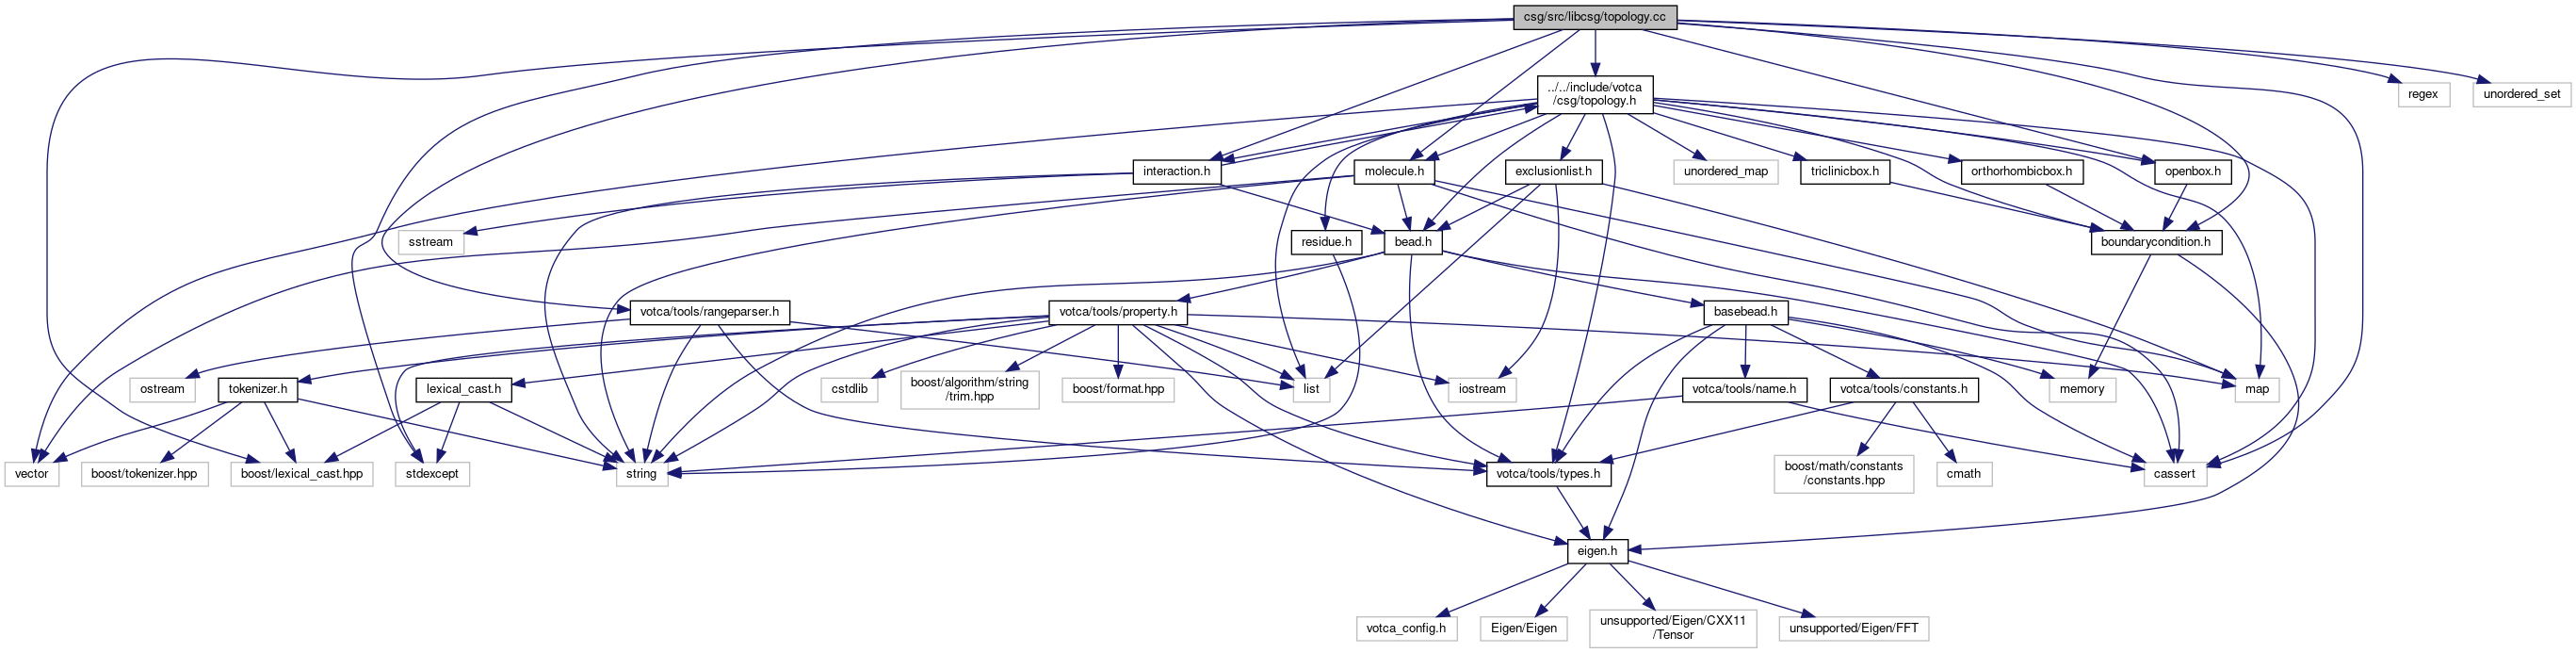 csg/src/libcsg/topology.cc
../../include/votca
/csg/topology.h
regex
unordered_set
interaction.h
molecule.h
exclusionlist.h
unordered_map
triclinicbox.h
orthorhombicbox.h
openbox.h
sstream
residue.h
bead.h
boundarycondition.h
votca/tools/rangeparser.h
votca/tools/property.h
basebead.h
ostream
tokenizer.h
lexical_cast.h
cstdlib
boost/algorithm/string
/trim.hpp
boost/format.hpp
list
iostream
votca/tools/name.h
votca/tools/constants.h
memory
map
vector
boost/tokenizer.hpp
boost/lexical_cast.hpp
stdexcept
string
votca/tools/types.h
boost/math/constants
/constants.hpp
cmath
cassert
eigen.h
votca_config.h
Eigen/Eigen
unsupported/Eigen/CXX11
/Tensor
unsupported/Eigen/FFT